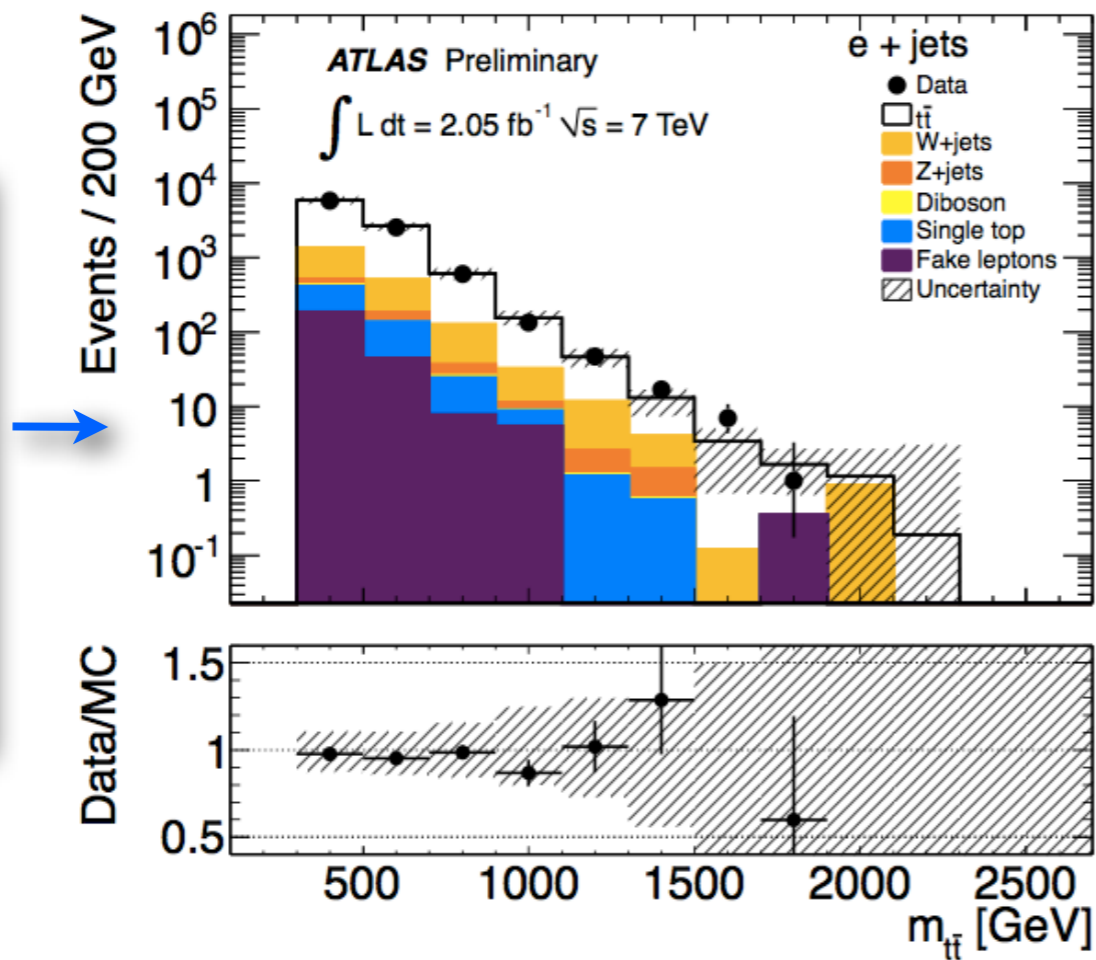 ATLAS Preliminary
∫ L dt = 2.05 fb⁻¹ √s = 7 TeV
e + jets
Data
tt̄
W+jets
Z+jets
Diboson
Single top
Fake leptons
Uncertainty
Events / 200 GeV
10⁶
10⁵
10⁴
10³
10²
10
1
10⁻¹
Data/MC
1.5
1
0.5
500 1000 1500 2000 2500
m_tt̄ [GeV]